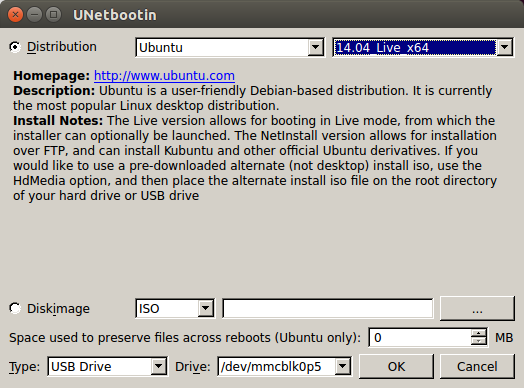 UNetbootin
Distribution Ubuntu 14.04_Live_x64
Homepage: http://www.ubuntu.com
Description: Ubuntu is a user-friendly Debian-based distribution. It is currently
the most popular Linux desktop distribution.
Install Notes: The Live version allows for booting in Live mode, from which the
installer can optionally be launched. The NetInstall version allows for installation
over FTP, and can install Kubuntu and other official Ubuntu derivatives. If you
would like to use a pre-downloaded alternate (not desktop) install iso, use the
HdMedia option, and then place the alternate install iso file on the root directory
of your hard drive or USB drive
Diskimage ISO ...
Space used to preserve files across reboots (Ubuntu only): 0 MB
Type: USB Drive Drive: /dev/mmcblk0p5 OK Cancel